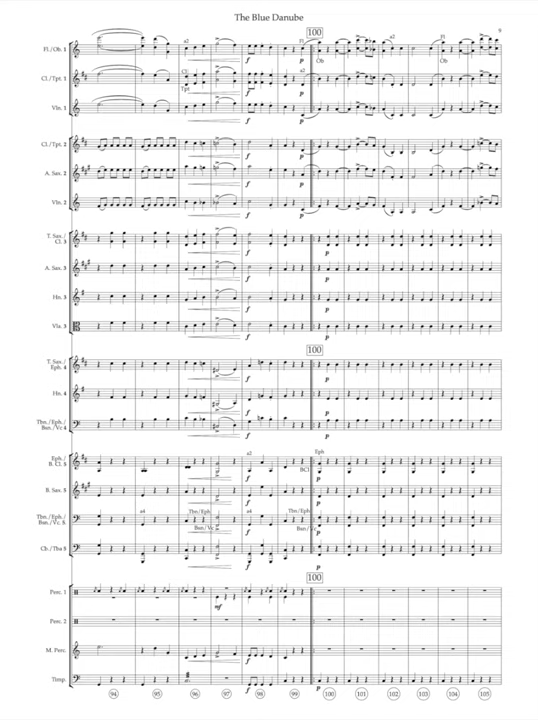 The Blue Danube
9
100
Fl./Ob. 1
a2
Fl
a2
Fl
f
p
Ob
Ob
Cl./Tpt. 1
Cl
Tpt
a2
f
p
Vln. 1
f
p
Cl./Tpt. 2
f
p
A. Sax. 2
f
p
Vln. 2
f
p
T. Sax./
Cl. 3
f
p
A. Sax. 3
f
p
Hn. 3
f
p
Vla. 3
f
p
100
T. Sax./
Eph. 4
f
p
Hn. 4
f
p
Tbn./Eph./
Bsn./Vc. 4
f
p
Eph./
B. Cl. 5
a2
Eph
f
BCl
p
B. Sax. 5
f
p
Tbn./Eph./
Bsn./Vc. 5
a4
Tbn/Eph
a4
Tbn/Eph
Bsn/Vc
f
Bsn/Vc
p
Cb./Tba 5
f
p
100
Perc. 1
mf
f
Perc. 2
M. Perc.
f
Timp.
f
p
94
95
96
97
98
99
100
101
102
103
104
105